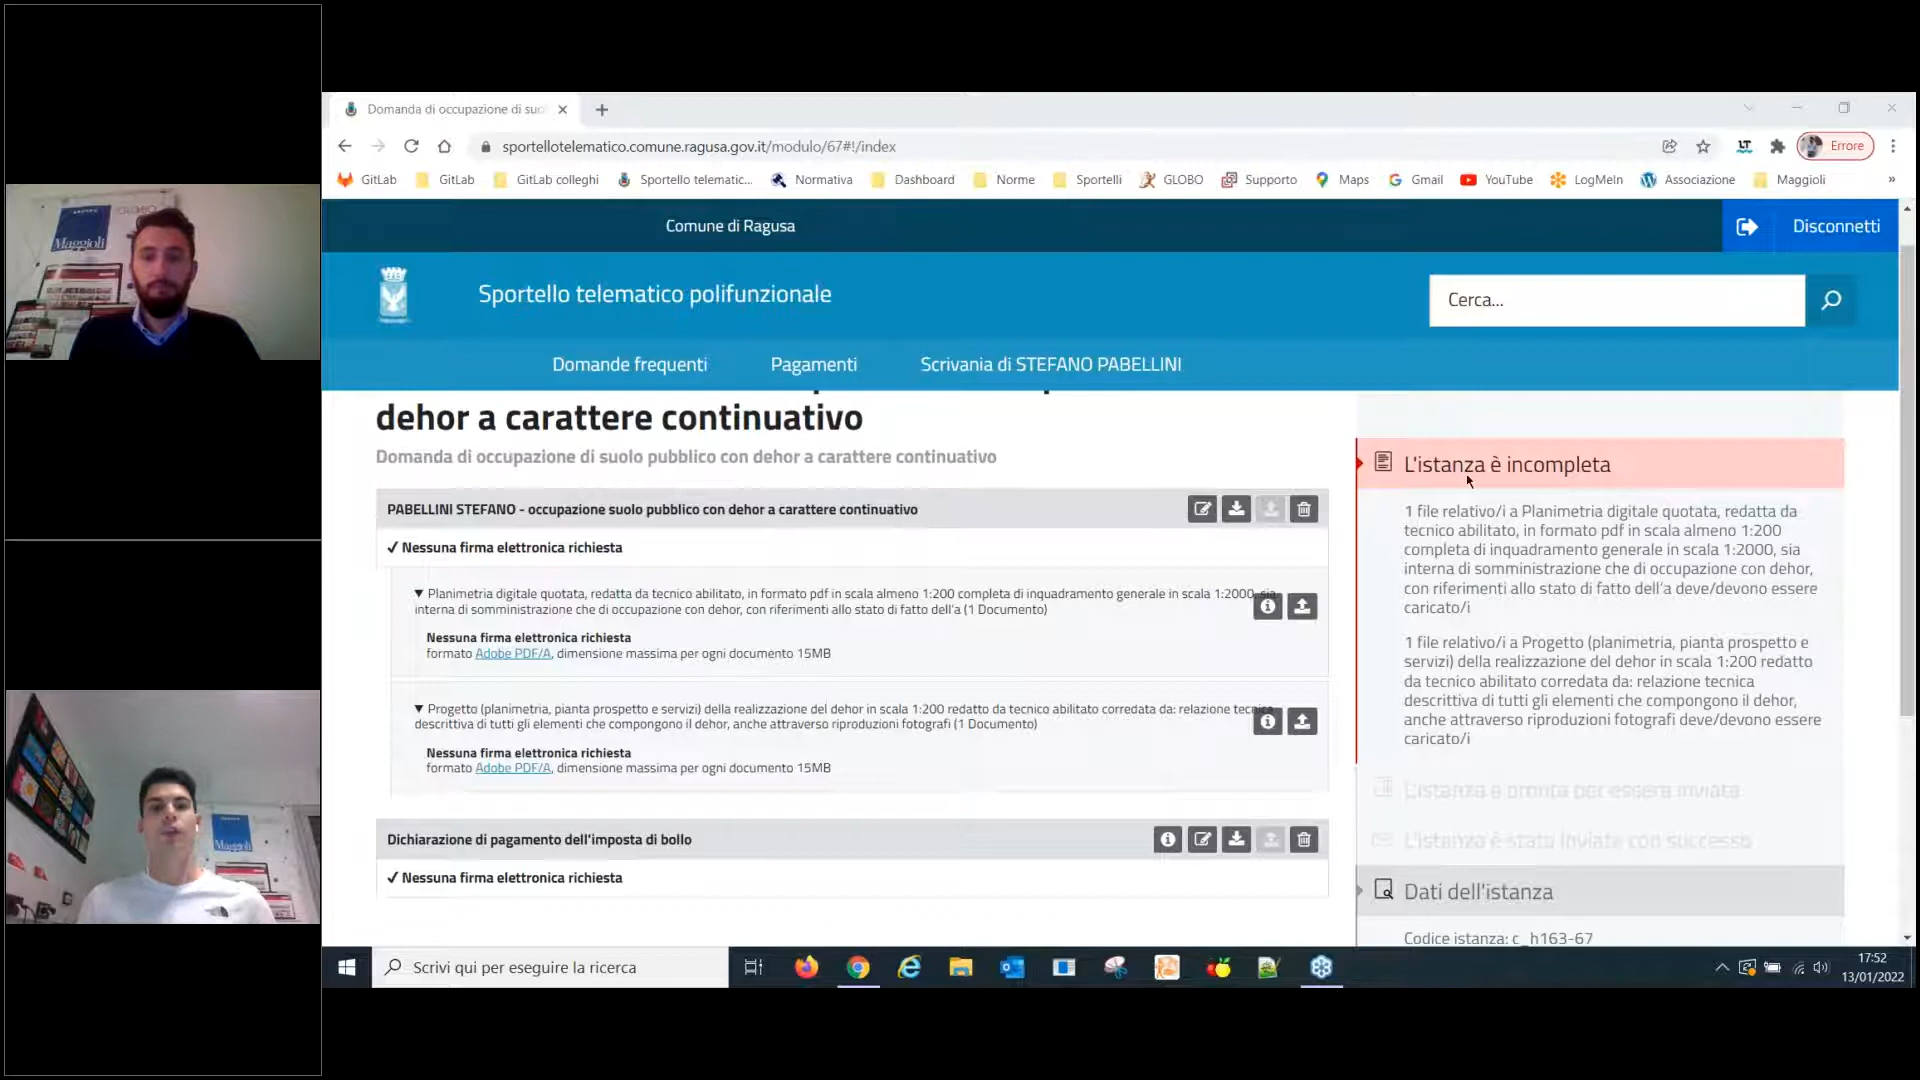 Domanda di occupazione di suo
sportellotelematico.comune.ragusa.gov.it/modulo/67#!/index
Errore
GitLab
GitLab
GitLab colleghi
Sportello telematic...
Normativa
Dashboard
Norme
Sportelli
GLOBO
Supporto
Maps
Gmail
YouTube
LogMeIn
Associazione
Maggioli
»
Comune di Ragusa
Disconnetti
Sportello telematico polifunzionale
Cerca...
Domande frequenti
Pagamenti
Scrivania di STEFANO PABELLINI
dehor a carattere continuativo
Domanda di occupazione di suolo pubblico con dehor a carattere continuativo
PABELLINI STEFANO - occupazione suolo pubblico con dehor a carattere continuativo
✓ Nessuna firma elettronica richiesta
▼ Planimetria digitale quotata, redatta da tecnico abilitato, in formato pdf in scala almeno 1:200 completa di inquadramento generale in scala 1:2000, sia
interna di somministrazione che di occupazione con dehor, con riferimenti allo stato di fatto dell'a (1 Documento)
Nessuna firma elettronica richiesta
formato Adobe PDF/A, dimensione massima per ogni documento 15MB
▼ Progetto (planimetria, pianta prospetto e servizi) della realizzazione del dehor in scala 1:200 redatto da tecnico abilitato corredata da: relazione tecnica
descrittiva di tutti gli elementi che compongono il dehor, anche attraverso riproduzioni fotografi (1 Documento)
Nessuna firma elettronica richiesta
formato Adobe PDF/A, dimensione massima per ogni documento 15MB
Dichiarazione di pagamento dell'imposta di bollo
✓ Nessuna firma elettronica richiesta
L'istanza è incompleta
1 file relativo/i a Planimetria digitale quotata, redatta da
tecnico abilitato, in formato pdf in scala almeno 1:200
completa di inquadramento generale in scala 1:2000, sia
interna di somministrazione che di occupazione con dehor,
con riferimenti allo stato di fatto dell'a deve/devono essere
caricato/i
1 file relativo/i a Progetto (planimetria, pianta prospetto e
servizi) della realizzazione del dehor in scala 1:200 redatto
da tecnico abilitato corredata da: relazione tecnica
descrittiva di tutti gli elementi che compongono il dehor,
anche attraverso riproduzioni fotografi deve/devono essere
caricato/i
L'istanza è pronta per essere inviata
L'istanza è stata inviata con successo
Dati dell'istanza
Codice istanza: c_h163-67
Scrivi qui per eseguire la ricerca
17:52
13/01/2022
Maggioli
GLOBO
Maggioli